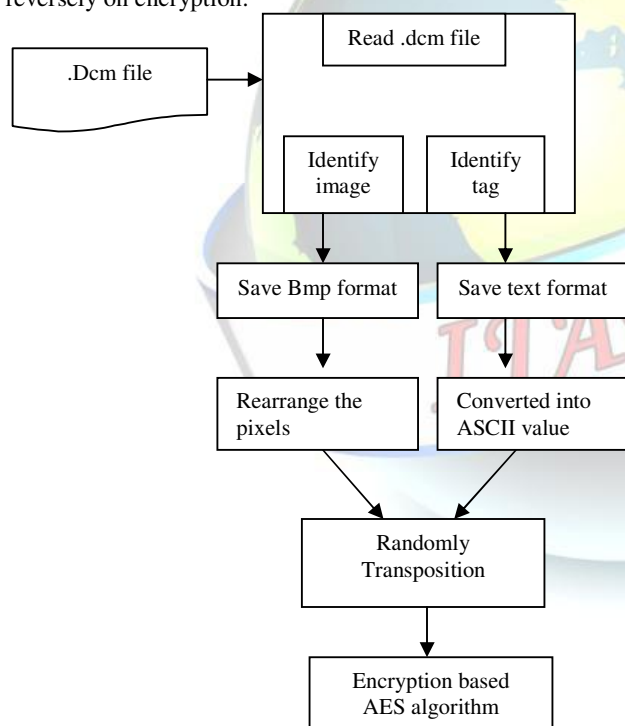 reversely on encryption.
Read .dcm file
.Dcm file
Identify
image
Identify
tag
Save Bmp format
Save text format
Rearrange the
pixels
Converted into
ASCII value
Randomly
Transposition
Encryption based
AES algorithm